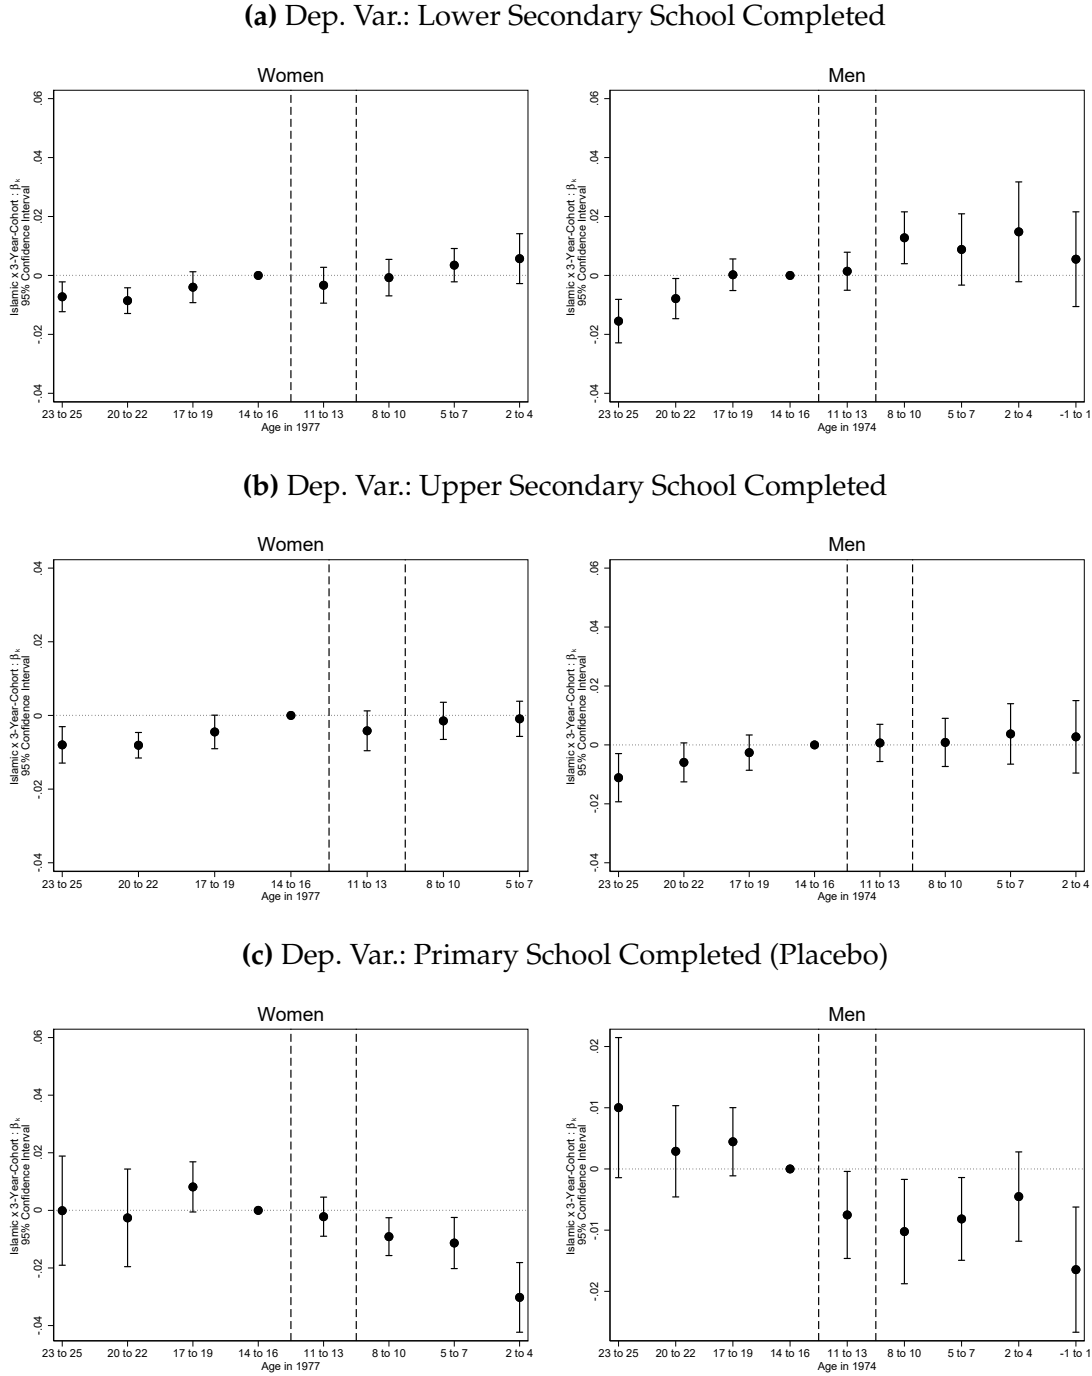 (a) Dep. Var.: Lower Secondary School Completed
Women
Islamic x 3-Year-Cohort : βk
95% Confidence Interval
.06
.04
.02
0
-.02
-.04
23 to 25 20 to 22 17 to 19 14 to 16 11 to 13 8 to 10 5 to 7 2 to 4
Age in 1977
Men
Islamic x 3-Year-Cohort : βk
95% Confidence Interval
.06
.04
.02
0
-.02
-.04
23 to 25 20 to 22 17 to 19 14 to 16 11 to 13 8 to 10 5 to 7 2 to 4 -1 to 1
Age in 1974
(b) Dep. Var.: Upper Secondary School Completed
Women
Islamic x 3-Year-Cohort : βk
95% Confidence Interval
.04
.02
0
-.02
-.04
23 to 25 20 to 22 17 to 19 14 to 16 11 to 13 8 to 10 5 to 7
Age in 1977
Men
Islamic x 3-Year-Cohort : βk
95% Confidence Interval
.06
.04
.02
0
-.02
-.04
23 to 25 20 to 22 17 to 19 14 to 16 11 to 13 8 to 10 5 to 7 2 to 4
Age in 1974
(c) Dep. Var.: Primary School Completed (Placebo)
Women
Islamic x 3-Year-Cohort : βk
95% Confidence Interval
.06
.04
.02
0
-.02
-.04
23 to 25 20 to 22 17 to 19 14 to 16 11 to 13 8 to 10 5 to 7 2 to 4
Age in 1977
Men
Islamic x 3-Year-Cohort : βk
95% Confidence Interval
.02
.01
0
-.01
-.02
23 to 25 20 to 22 17 to 19 14 to 16 11 to 13 8 to 10 5 to 7 2 to 4 -1 to 1
Age in 1974